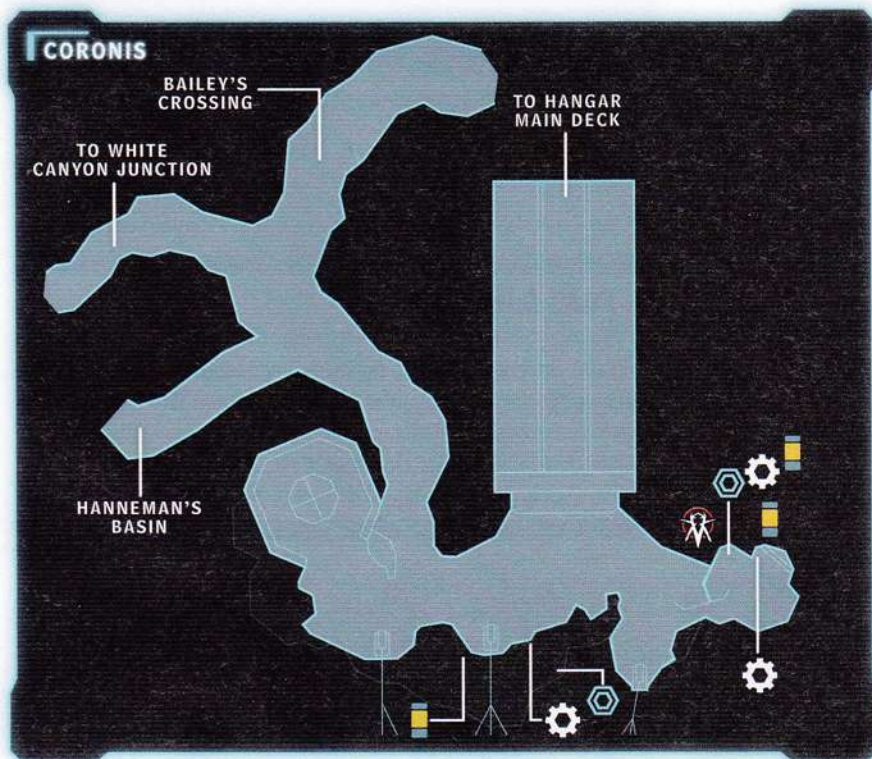 CORONIS
BAILEY'S
CROSSING
TO HANGAR
MAIN DECK
TO WHITE
CANYON JUNCTION
HANNEMAN'S
BASIN